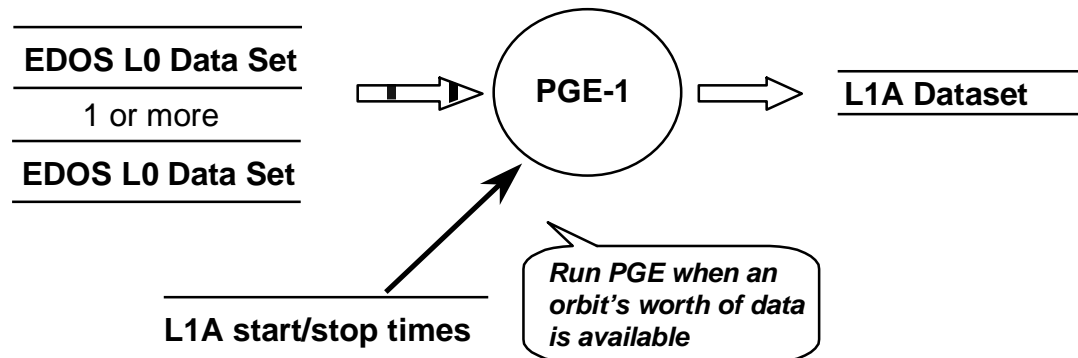 EDOS L0 Data Set
1 or more
EDOS L0 Data Set
PGE-1
L1A Dataset
L1A start/stop times
Run PGE when an
orbit's worth of data
is available